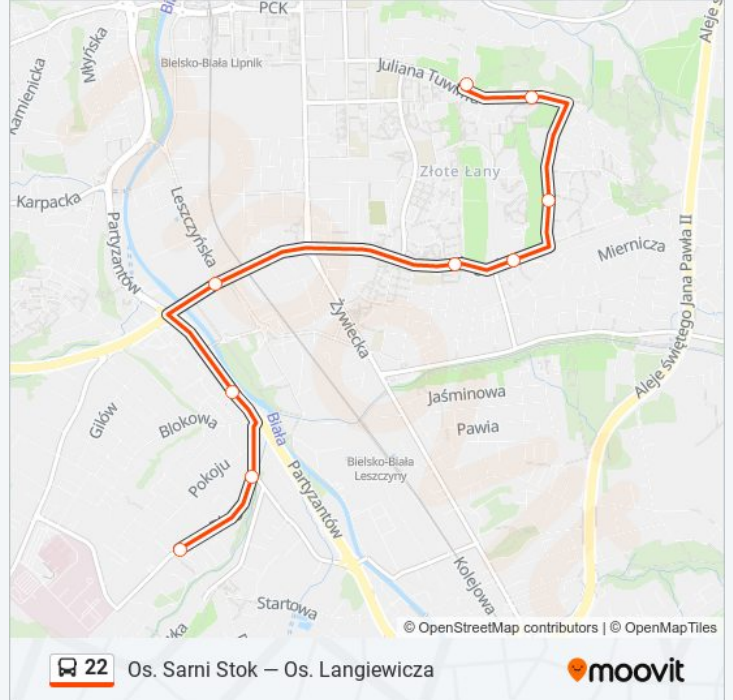 PCK
Aleje ś
Młyńska
Bielsko-Biała Lipnik
Juliana Tuwima
Kamienicka
Złote Łany
Karpacka
Leszczyńska
Partyzantów
Miernicza
Aleje świętego Jana Pawła II
Żywiecka
Jaśminowa
Gilów
Blokowa
Biała
Pawia
Pokoju
Bielsko-Biała
Leszczyny
Partyzantów
Kolejowa
Startowa
© OpenStreetMap contributors | © OpenMapTiles
22 Os. Sarni Stok — Os. Langiewicza
moovit